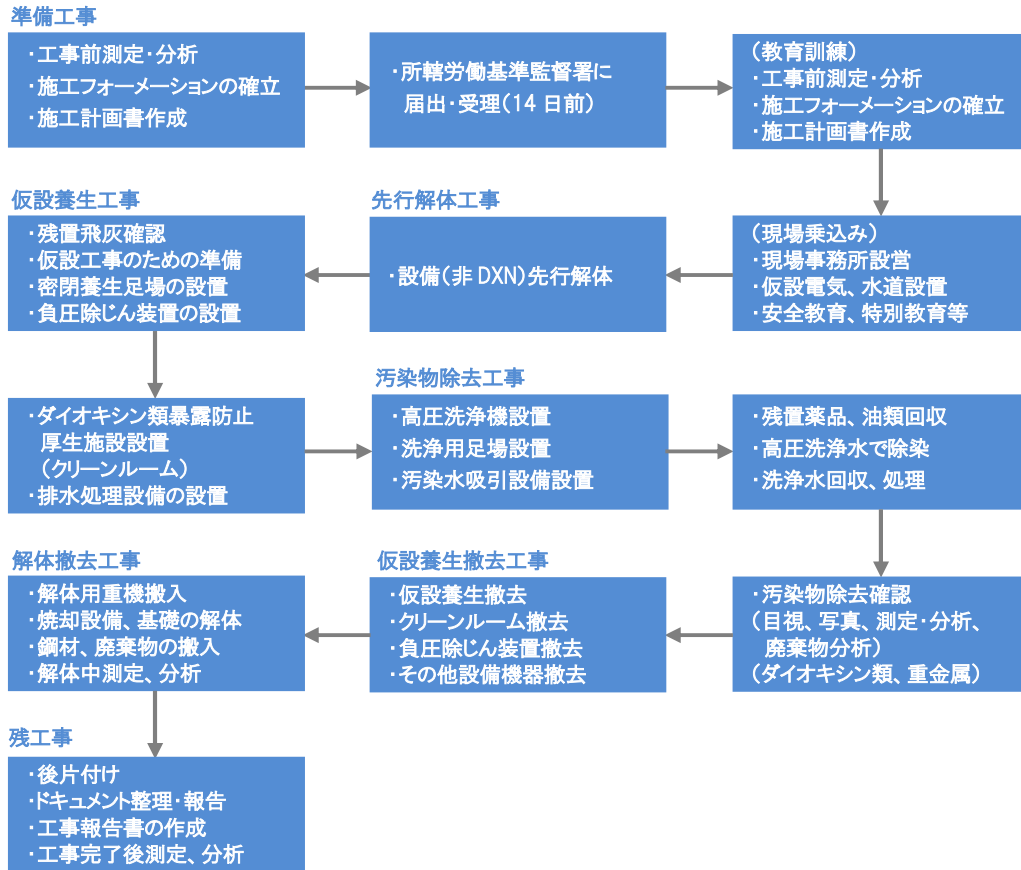 準備工事
・工事前測定・分析
・施工フォーメーションの確立
・施工計画書作成
・所轄労働基準監督署に
届出・受理(14日前)
(教育訓練)
・工事前測定・分析
・施工フォーメーションの確立
・施工計画書作成
(現場乗込み)
・現場事務所設営
・仮設電気、水道設置
・安全教育、特別教育等
先行解体工事
・設備(非DXN)先行解体
仮設養生工事
・残置飛灰確認
・仮設工事のための準備
・密閉養生足場の設置
・負圧除じん装置の設置
・ダイオキシン類暴露防止
厚生施設設置
(クリーンルーム)
・排水処理設備の設置
汚染物除去工事
・高圧洗浄機設置
・洗浄用足場設置
・汚染水吸引設備設置
・残置薬品、油類回収
・高圧洗浄水で除染
・洗浄水回収、処理
・汚染物除去確認
(目視、写真、測定・分析、
廃棄物分析)
(ダイオキシン類、重金属)
仮設養生撤去工事
・仮設養生撤去
・クリーンルーム撤去
・負圧除じん装置撤去
・その他設備機器撤去
解体撤去工事
・解体用重機搬入
・焼却設備、基礎の解体
・鋼材、廃棄物の搬入
・解体中測定、分析
残工事
・後片付け
・ドキュメント整理・報告
・工事報告書の作成
・工事完了後測定、分析